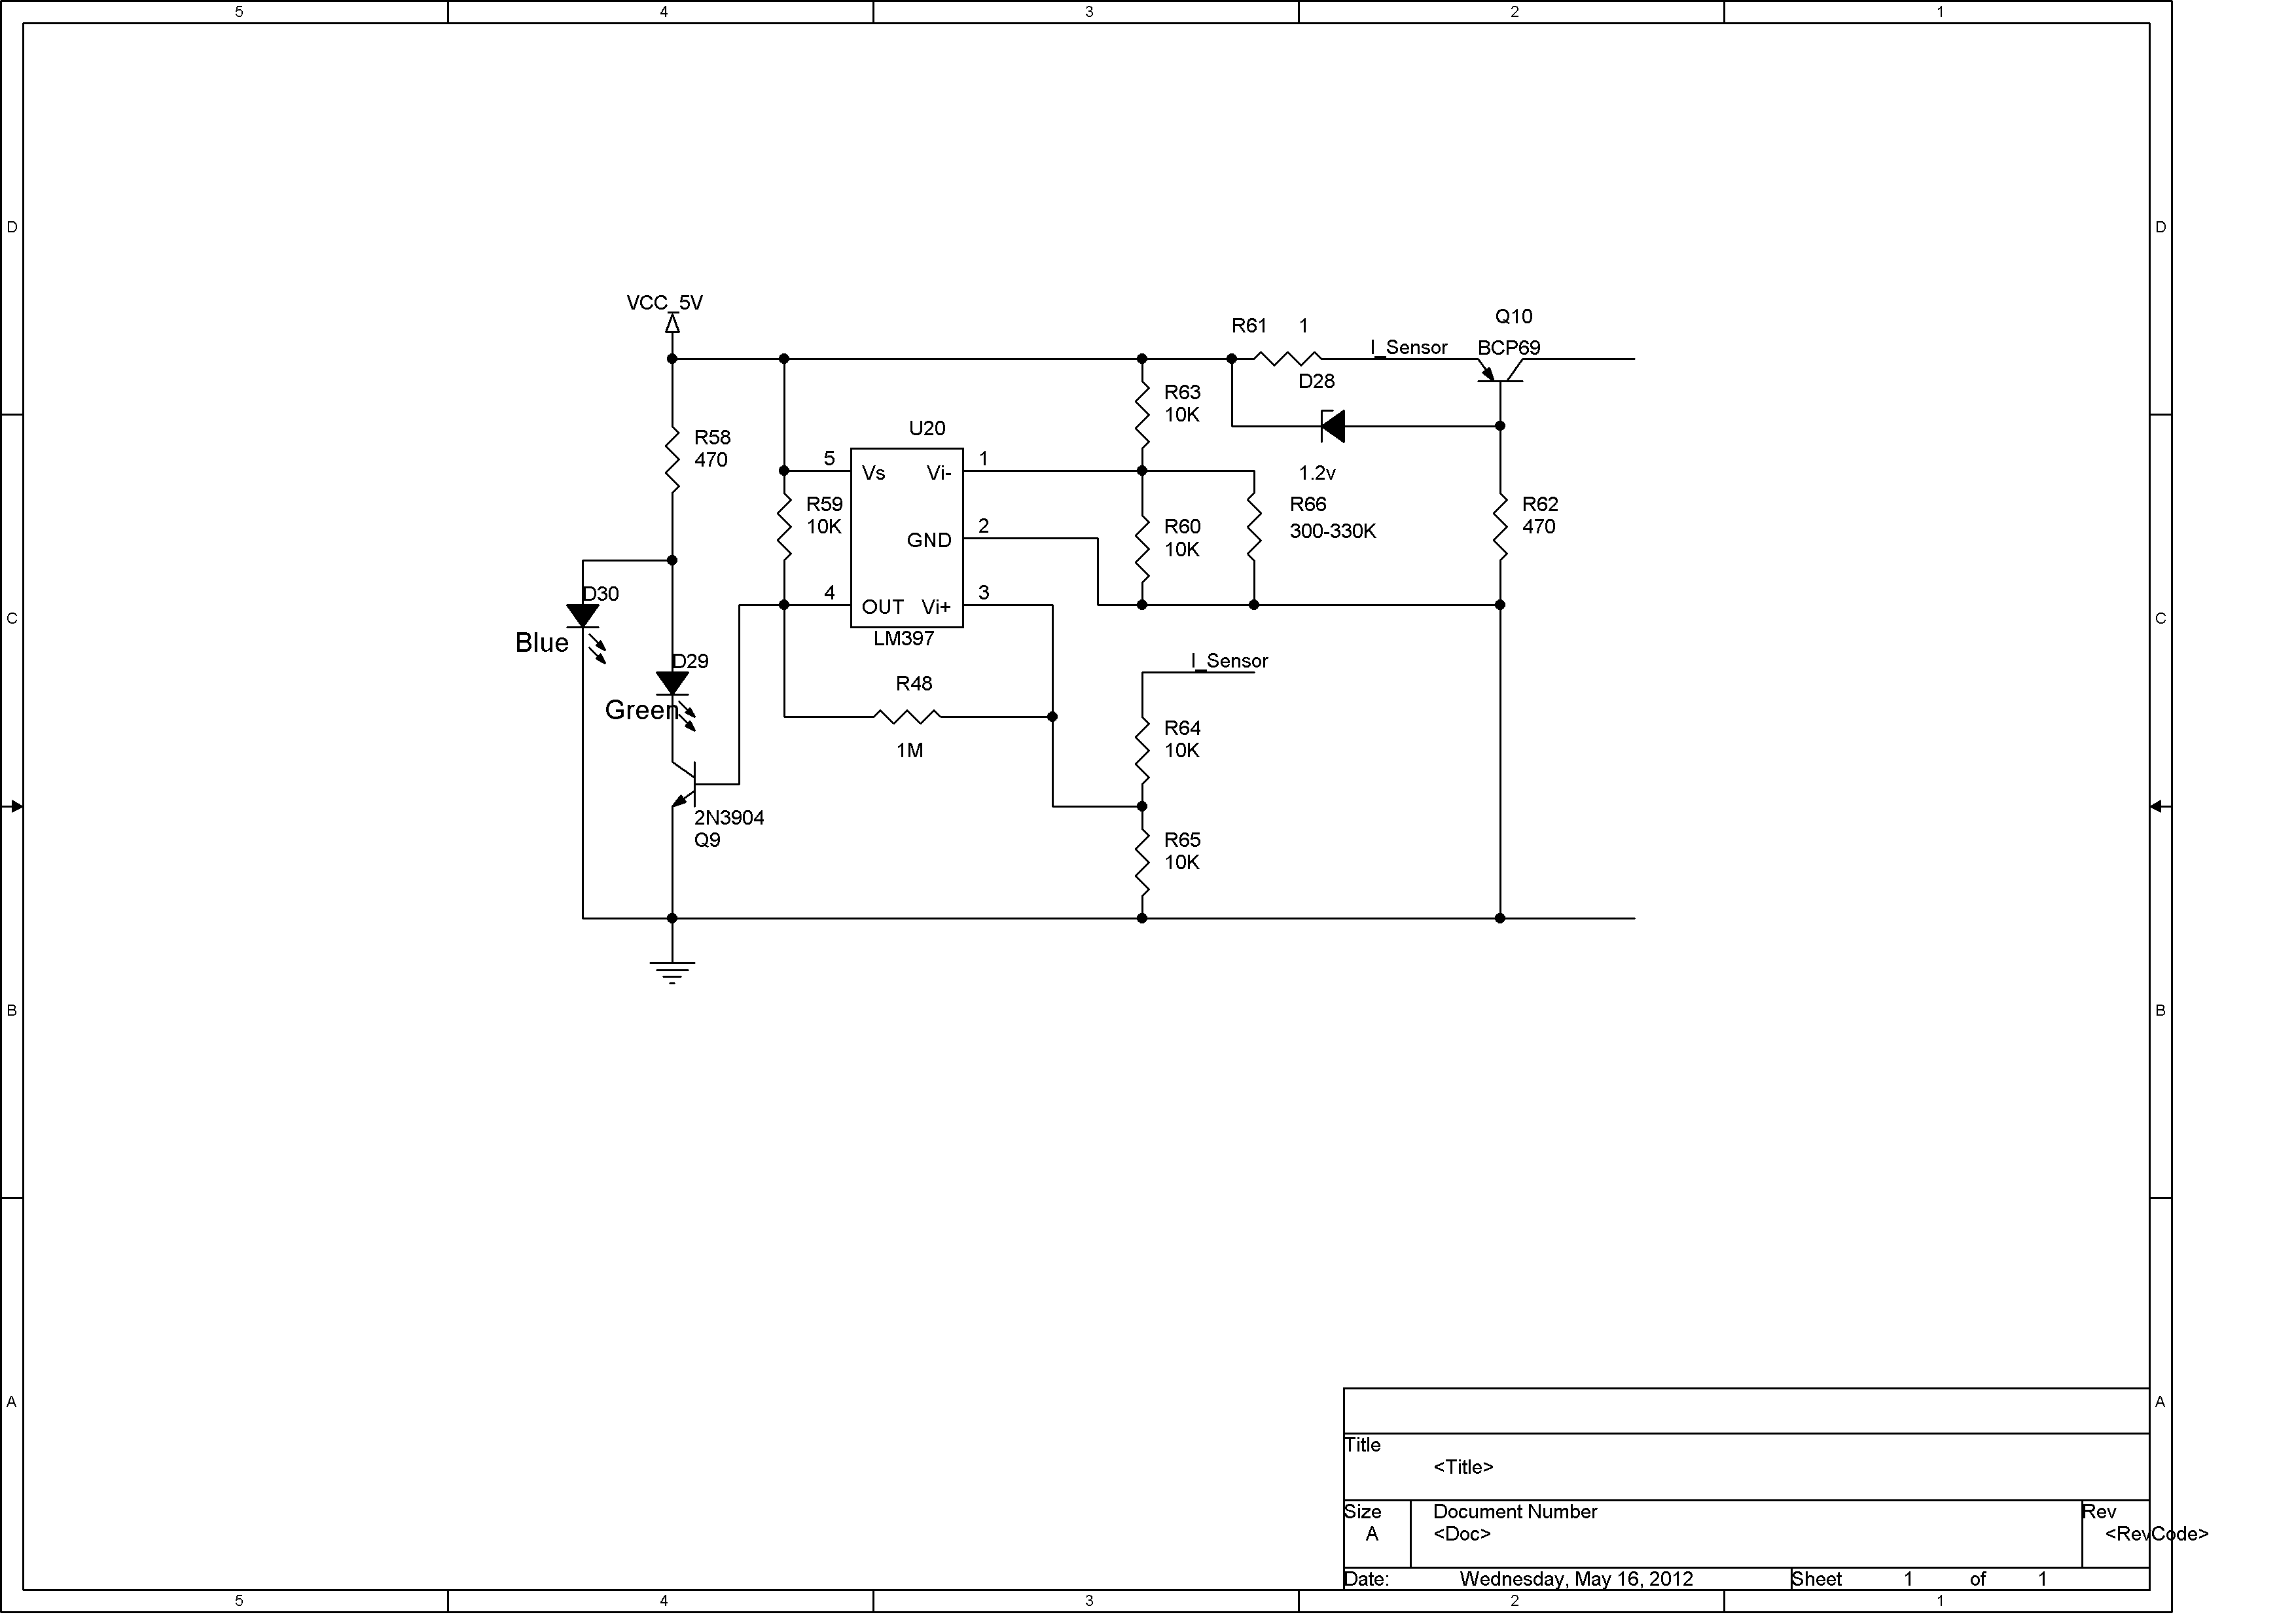 5 4 3 2 1
D D
VCC_5V
Q10
R61 1
I_Sensor BCP69
D28
R63
10K
U20
R58
470
5 Vs Vi- 1
1.2v
R59
10K
R66
300-330K
R62
470
R60
10K
GND 2
D30
4 OUT Vi+ 3
C C
Blue
LM397
D29
I_Sensor
R48
Green
R64
10K
1M
2N3904
Q9
R65
10K
B B
A A
Title
<Title>
Size
A
Document Number
<Doc>
Rev
<RevCode>
Date: Wednesday, May 16, 2012 Sheet 1 of 1
5 4 3 2 1